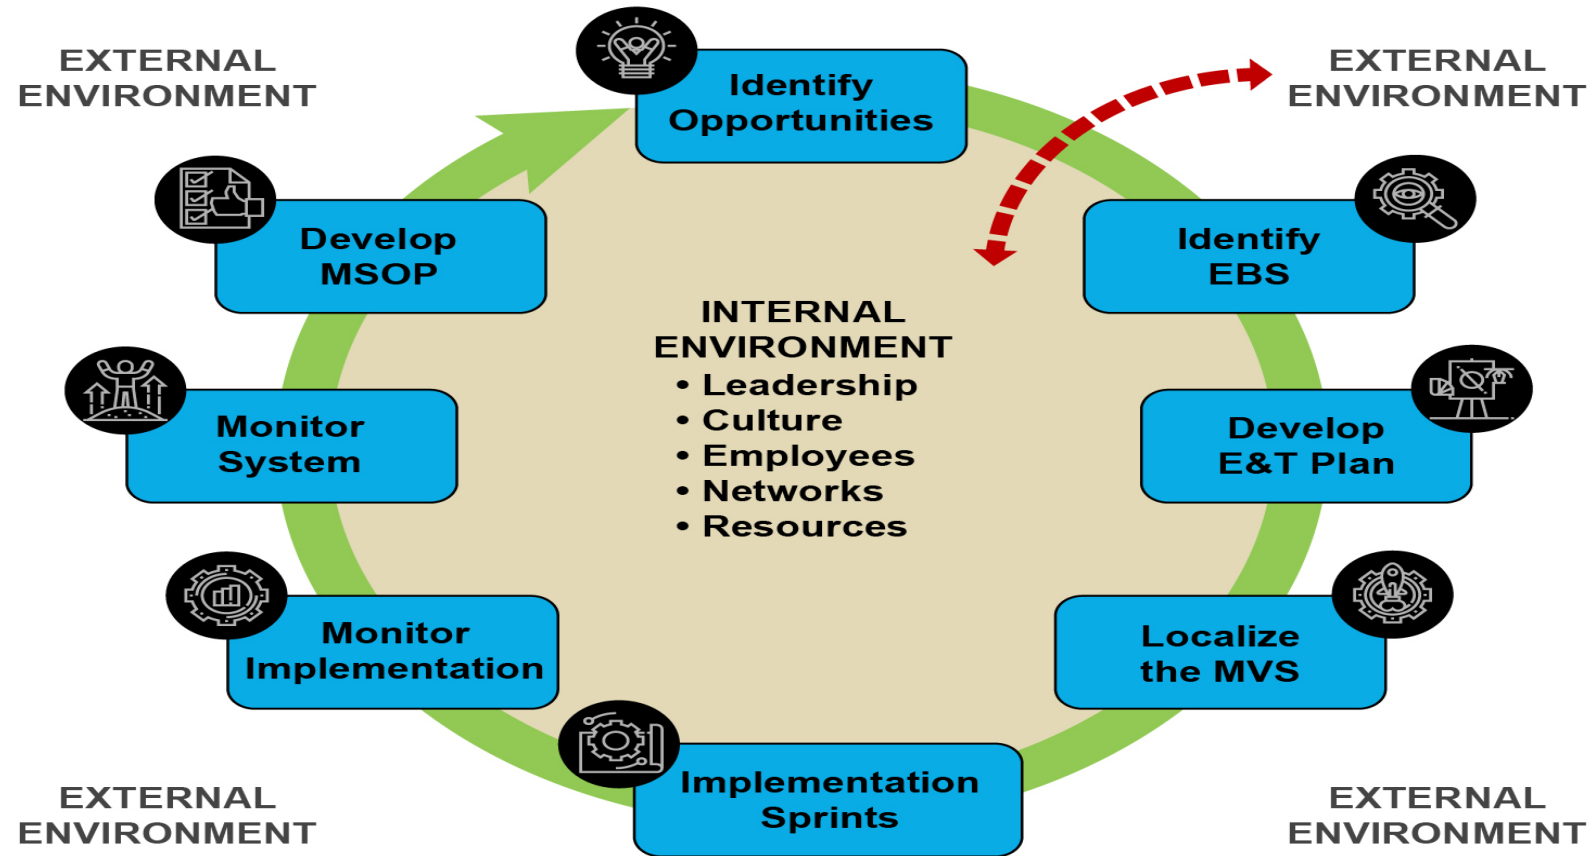 EXTERNAL
ENVIRONMENT
Identify
Opportunities
EXTERNAL
ENVIRONMENT
Develop
MSOP
Identify
EBS
INTERNAL
ENVIRONMENT
• Leadership
• Culture
• Employees
• Networks
• Resources
Monitor
System
Develop
E&T Plan
Monitor
Implementation
Localize
the MVS
Implementation
Sprints
EXTERNAL
ENVIRONMENT
EXTERNAL
ENVIRONMENT